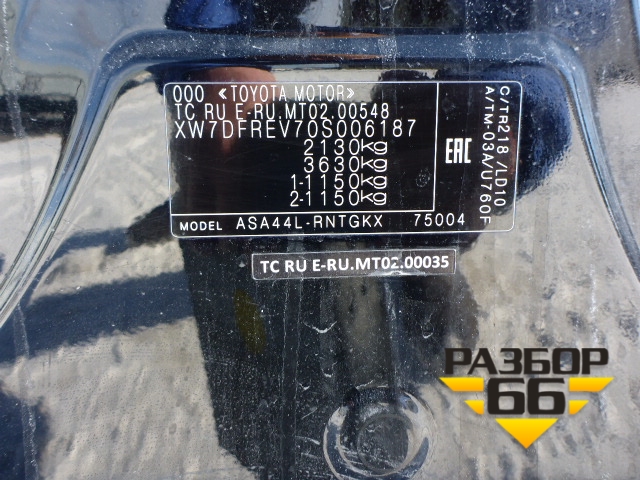 ООО «TOYOTA MOTOR»
TC RU E-RU.MT02.00548
XW7DFREV70S006187
2130Kg
3630Kg
1-1150Kg
2-1150Kg
MODEL ASA44L-RNTGKX 75004
EAC
C/TR218 /LD10
A/TM-03A/U760F
TC RU E-RU.MT02.00035
РАЗБОР
66